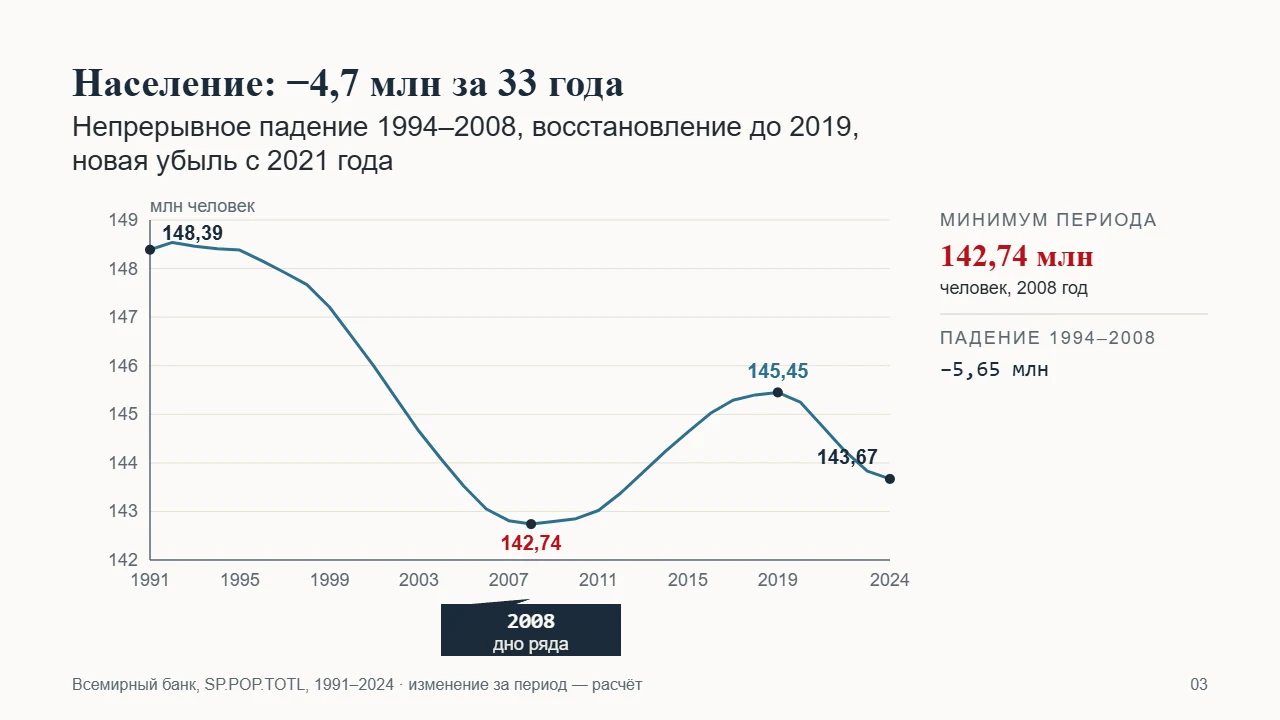 Население: −4,7 млн за 33 года
Непрерывное падение 1994–2008, восстановление до 2019,
новая убыль с 2021 года
млн человек
149
148
147
146
145
144
143
142
148,39
142,74
145,45
143,67
1991
1995
1999
2003
2007
2011
2015
2019
2024
2008
дно ряда
МИНИМУМ ПЕРИОДА
142,74 млн
человек, 2008 год
ПАДЕНИЕ 1994–2008
−5,65 млн
Всемирный банк, SP.POP.TOTL, 1991–2024 · изменение за период — расчёт
03